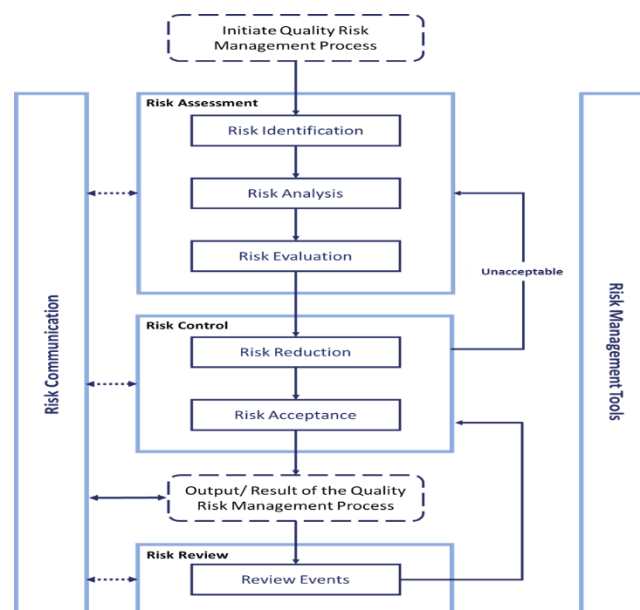 Initiate Quality Risk
Management Process
Risk Assessment
Risk Identification
Risk Analysis
Risk Evaluation
Unacceptable
Risk Control
Risk Reduction
Risk Acceptance
Output/ Result of the Quality
Risk Management Process
Risk Review
Review Events
Risk Communication
Risk Management Tools